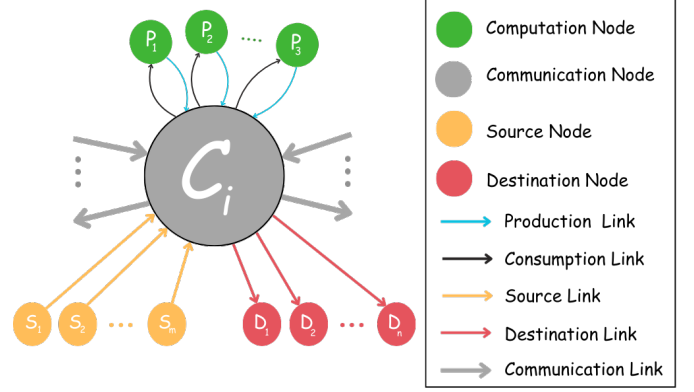 P1
P2
....
P3
Ci
S1
S2
....
Sm
D1
D2
...
Dn
Computation Node
Communication Node
Source Node
Destination Node
Production Link
Consumption Link
Source Link
Destination Link
Communication Link